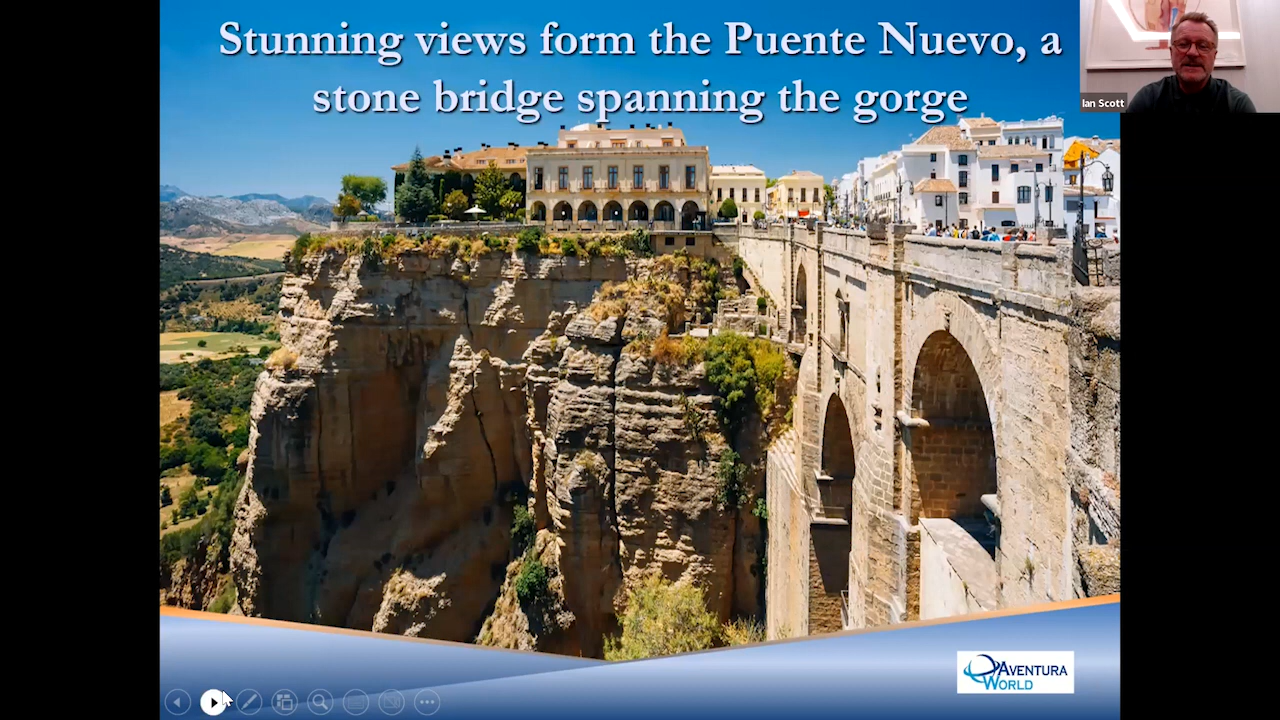 Stunning views form the Puente Nuevo, a
stone bridge spanning the gorge
Ian Scott
AVENTURA
WORLD